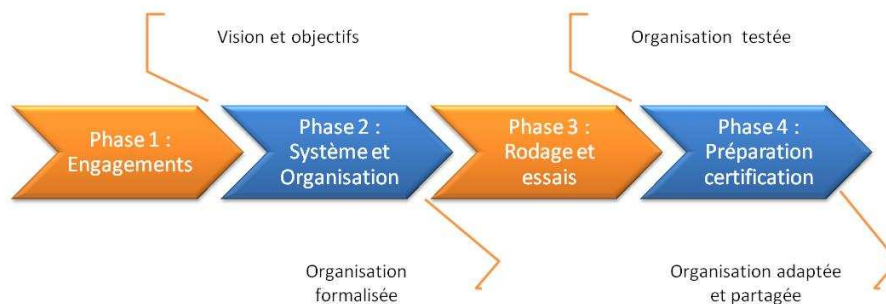 Vision et objectifs
Organisation testée
Phase 1 :
Engagements
Phase 2 :
Système et
Organisation
Phase 3 :
Rodage et
essais
Phase 4 :
Préparation
certification
Organisation
formalisée
Organisation adaptée
et partagée